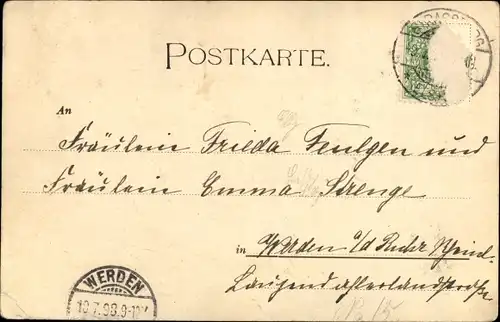 POSTKARTE.
An
Fräulein Frieda Feulgen und
Fräulein Emma Strenge
in Werden a/d Ruhr Rheinl.
WERDEN